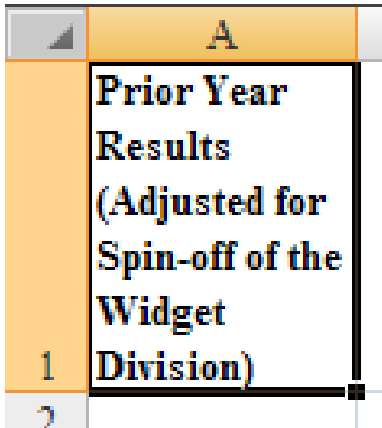 A
Prior Year
Results
(Adjusted for
Spin-off of the
Widget
1 Division)
2